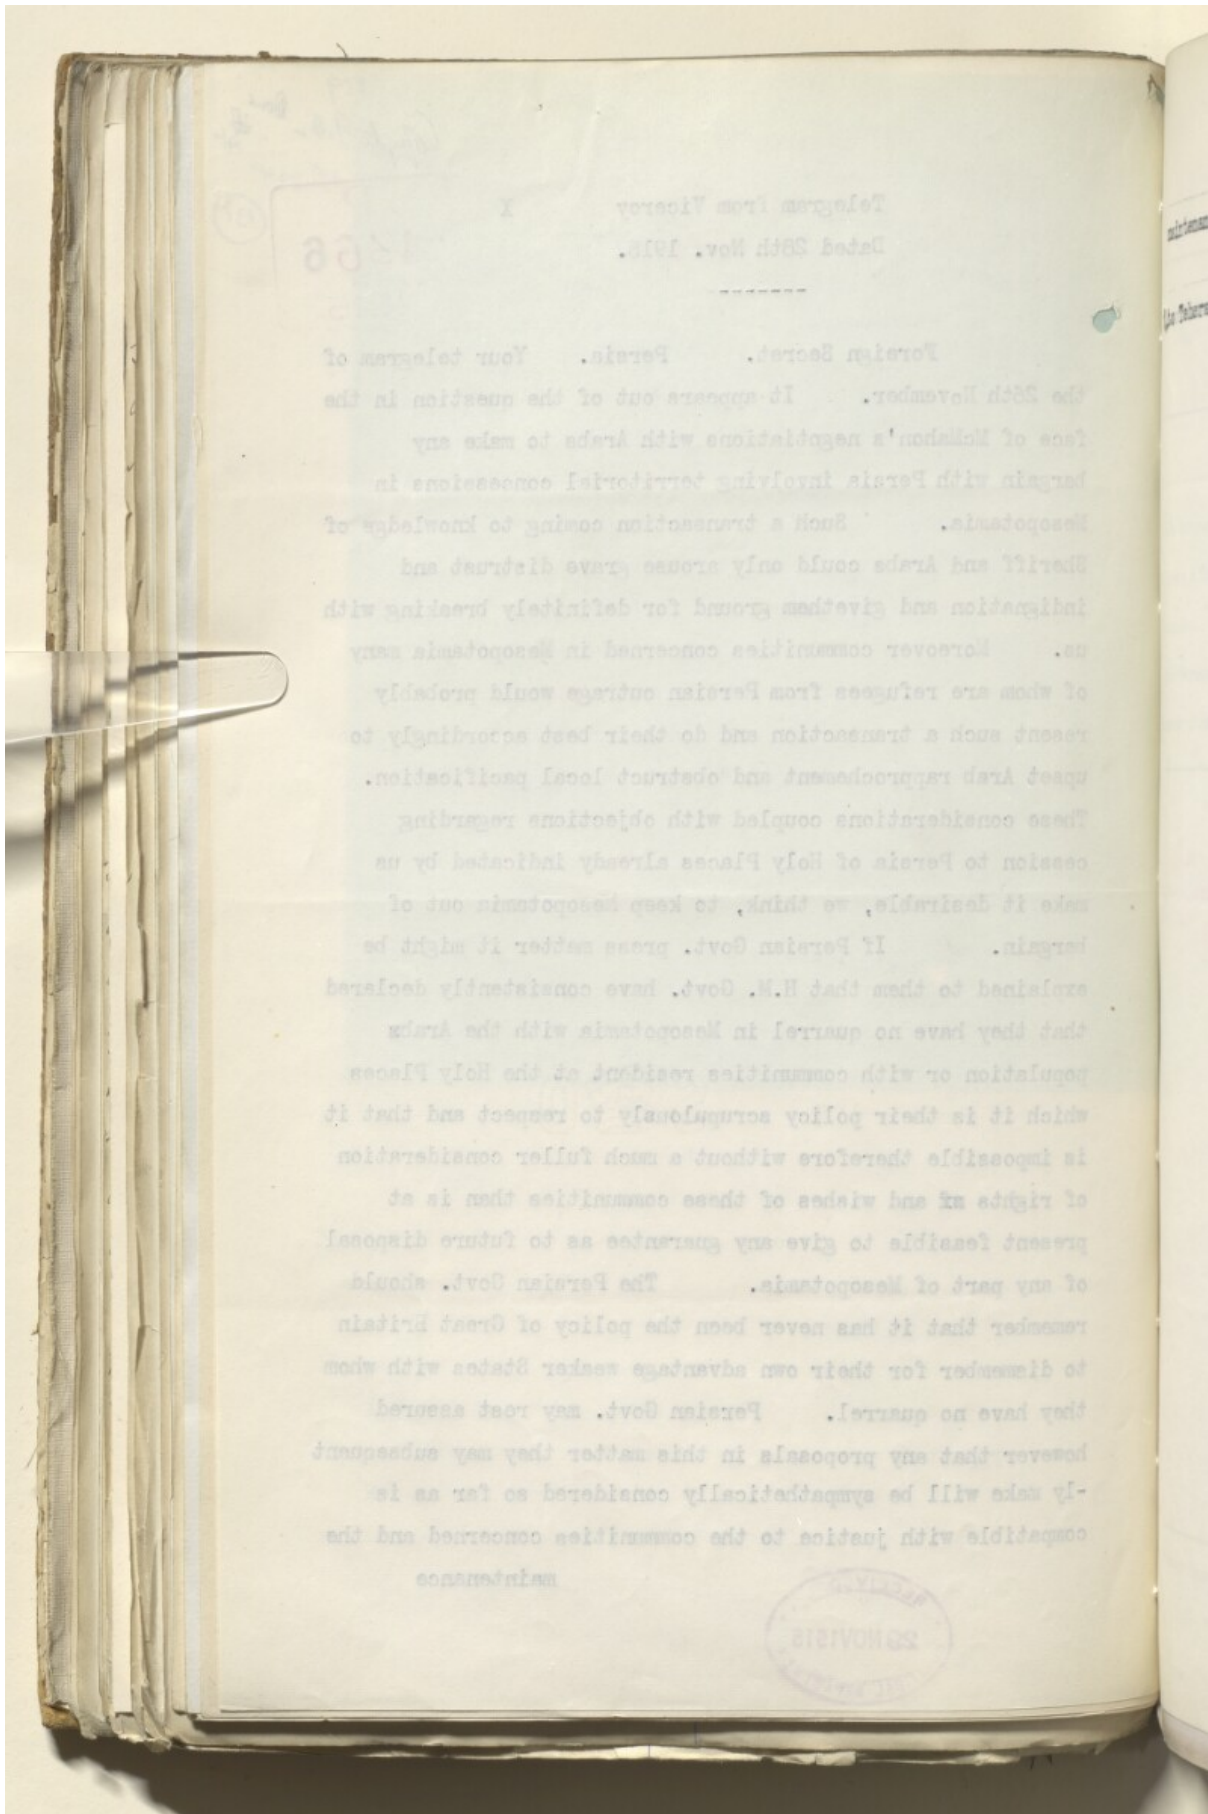 Telegram from Viceroy X
Dated 28th Nov. 1915.
-------
Foreign Secret. Persia. Your telegram of
the 26th November. It appears out of the question in the
face of McMahon's negotiations with Arabs to make any
bargain with Persia involving territorial concessions in
Mesopotamia. Such a transaction coming to knowledge of
Sheriff and Arabs could only arouse grave distrust and
indignation and givethem ground for definitely breaking with
us. Moreover communities concerned in Mesopotamia many
of whom are refugees from Persian outrage would probably
resent such a transaction and do their best accordingly to
upset Arab rapprochement and obstruct local pacification.
These considerations coupled with objections regarding
cession to Persia of Holy Places already indicated by us
make it desirable, we think, to keep Mesopotamia out of
bargain. If Persian Govt. press matter it might be
explained to them that H.M. Govt. have consistently declared
that they have no quarrel in Mesopotamia with the Arabs
population or with communities resident at the Holy Places
which it is their policy scrupulously to respect and that it
is impossible therefore without a much fuller consideration
of rights and wishes of those communities than is at
present feasible to give any guarantee as to future disposal
of any part of Mesopotamia. The Persian Govt. should
remember that it has never been the policy of Great Britain
to dismember for their own advantage weaker States with whom
they have no quarrel. Persian Govt. may rest assured
however that any proposals in this matter they may subsequent
-ly make will be sympathetically considered so far as is
compatible with justice to the communities concerned and the
maintenance
RECEIVED
29 NOV 1915